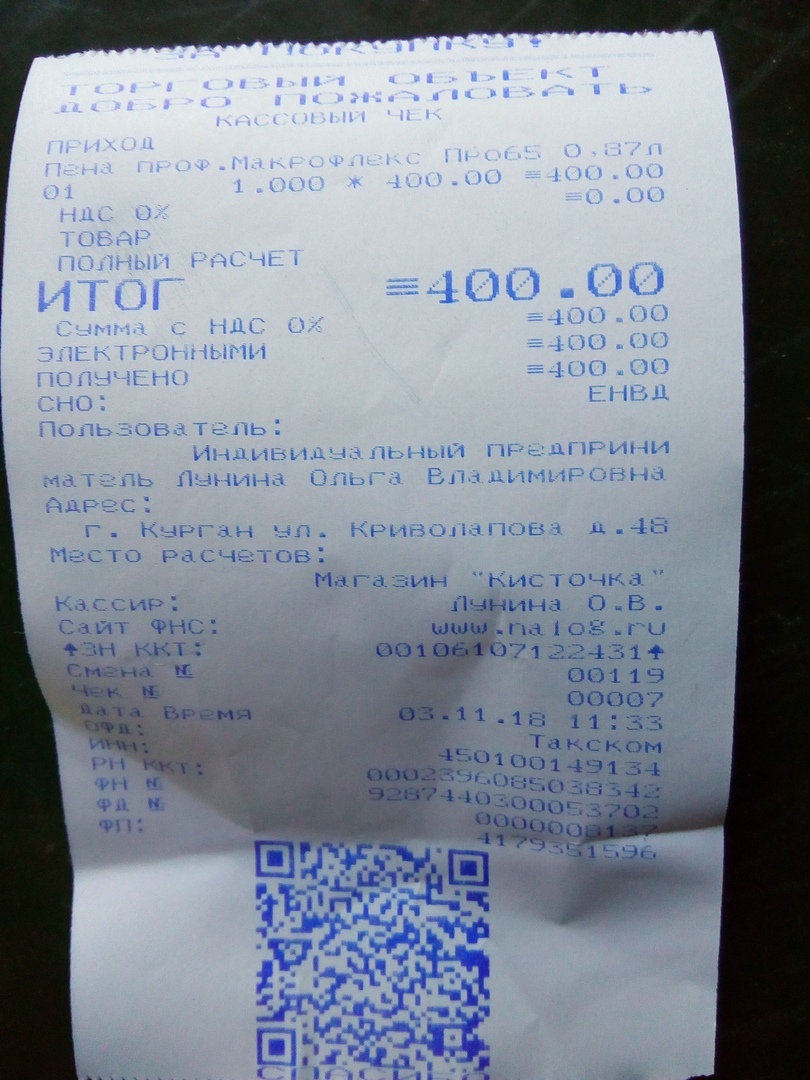 ЗА ПОКУПКУ!
ТОРГОВЫЙ ОБЪЕКТ
ДОБРО ПОЖАЛОВАТЬ
КАССОВЫЙ ЧЕК
ПРИХОД
Пена проф.Макрофлекс Про65 0,87л
01 1.000 * 400.00 ≡400.00
НДС 0% ≡0.00
ТОВАР
ПОЛНЫЙ РАСЧЕТ
ИТОГ ≡400.00
Сумма с НДС 0% ≡400.00
ЭЛЕКТРОННЫМИ ≡400.00
ПОЛУЧЕНО ≡400.00
СНО: ЕНВД
Пользователь:
Индивидуальный предприни
матель Лунина Ольга Владимировна
Адрес:
г. Курган ул. Криволапова д.48
Место расчетов:
Магазин "Кисточка"
Кассир: Лунина О.В.
Сайт ФНС: www.nalog.ru
↑ЗН ККТ: 00106107122431↑
Смена № 00119
Чек № 00007
Дата Время 03.11.18 11:33
ОФД: Такском
ИНН: 450100149134
РН ККТ: 0002396085038342
ФН № 9287440300053702
ФД № 0000008137
ФП: 4179351596
СПАСИБО